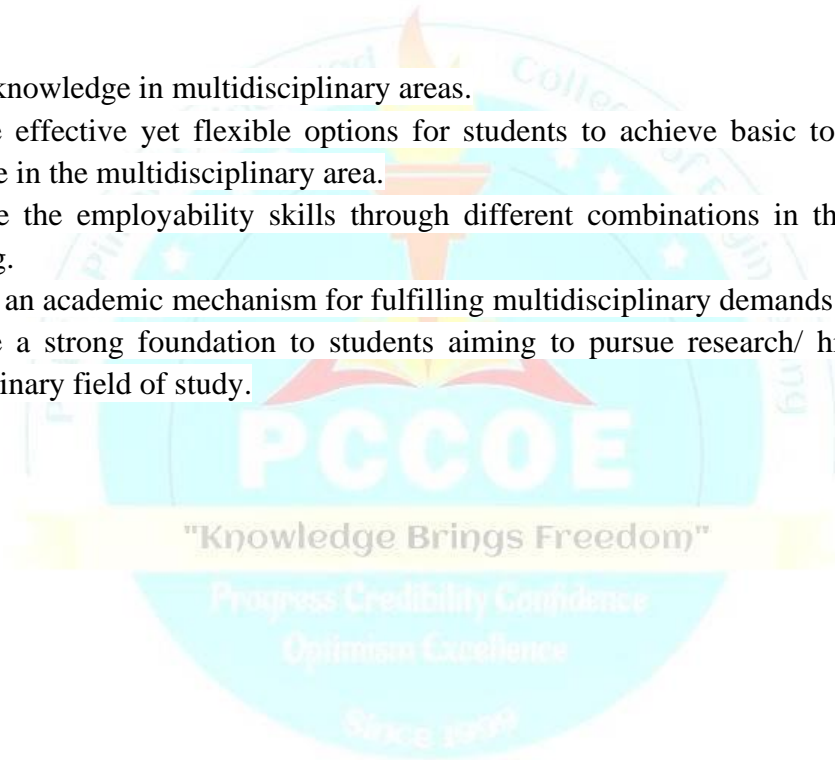 knowledge in multidisciplinary areas.
effective yet flexible options for students to achieve basic to
in the multidisciplinary area.
the employability skills through different combinations in
an academic mechanism for fulfilling multidisciplinary demands
a strong foundation to students aiming to pursue research/
field of study.
PCCOE
"Knowledge Brings Freedom"
Progress Credibility Confidence
Optimism Excellence
Since 1999